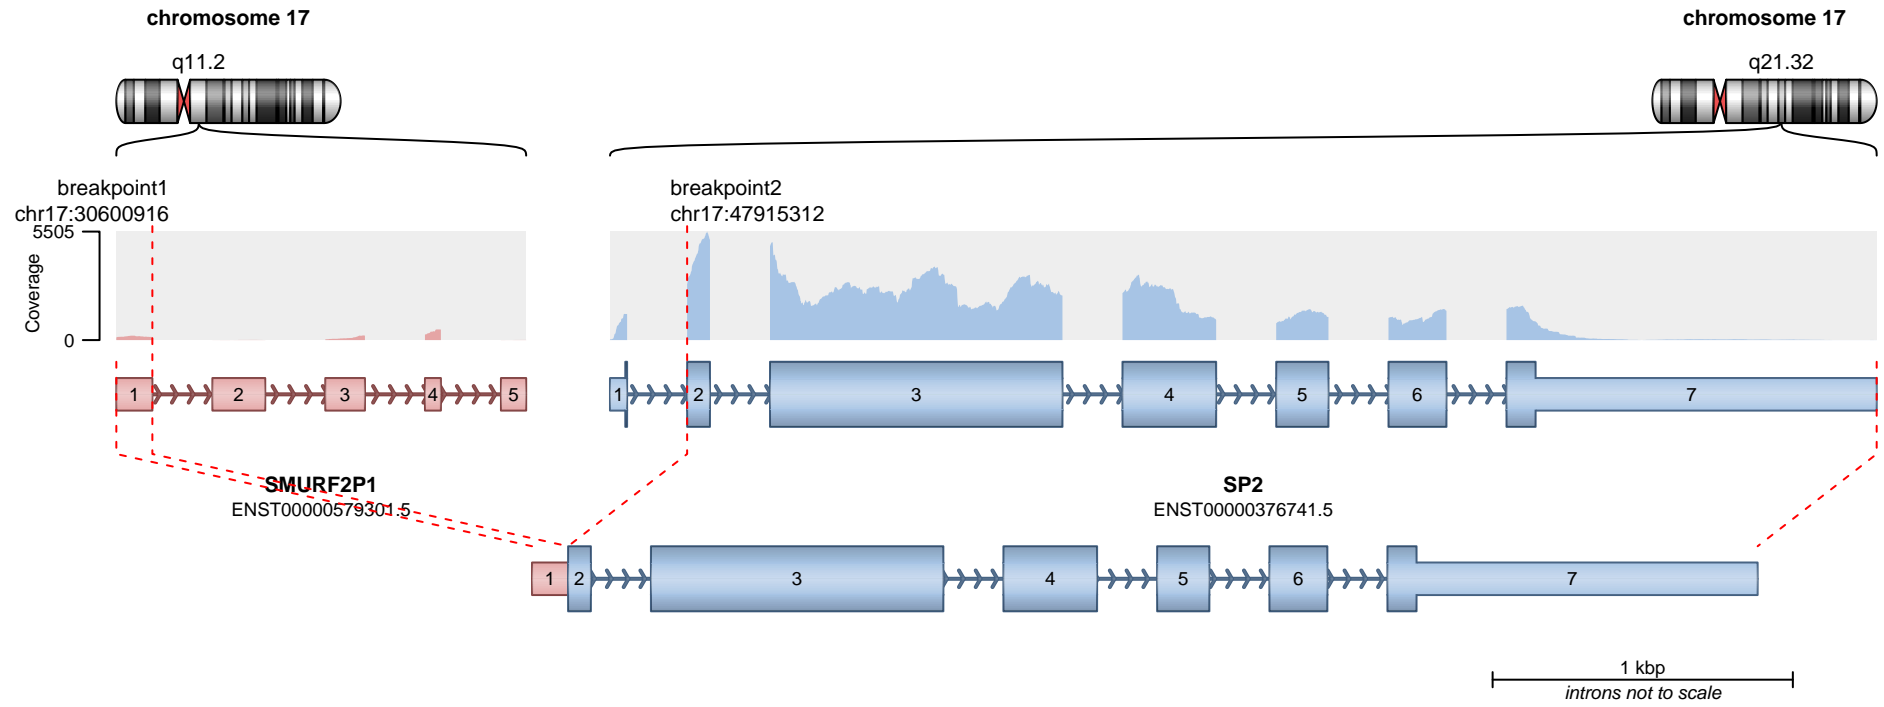 chromosome 17
chromosome 17
q11.2
q21.32
breakpoint1
chr17:30600916
breakpoint2
chr17:47915312
5505
Coverage
0
1 2 3 4 5
1 2 3 4 5 6 7
SMURF2P1
ENST00000579301.5
SP2
ENST00000376741.5
1 2 3 4 5 6 7
1 kbp
introns not to scale